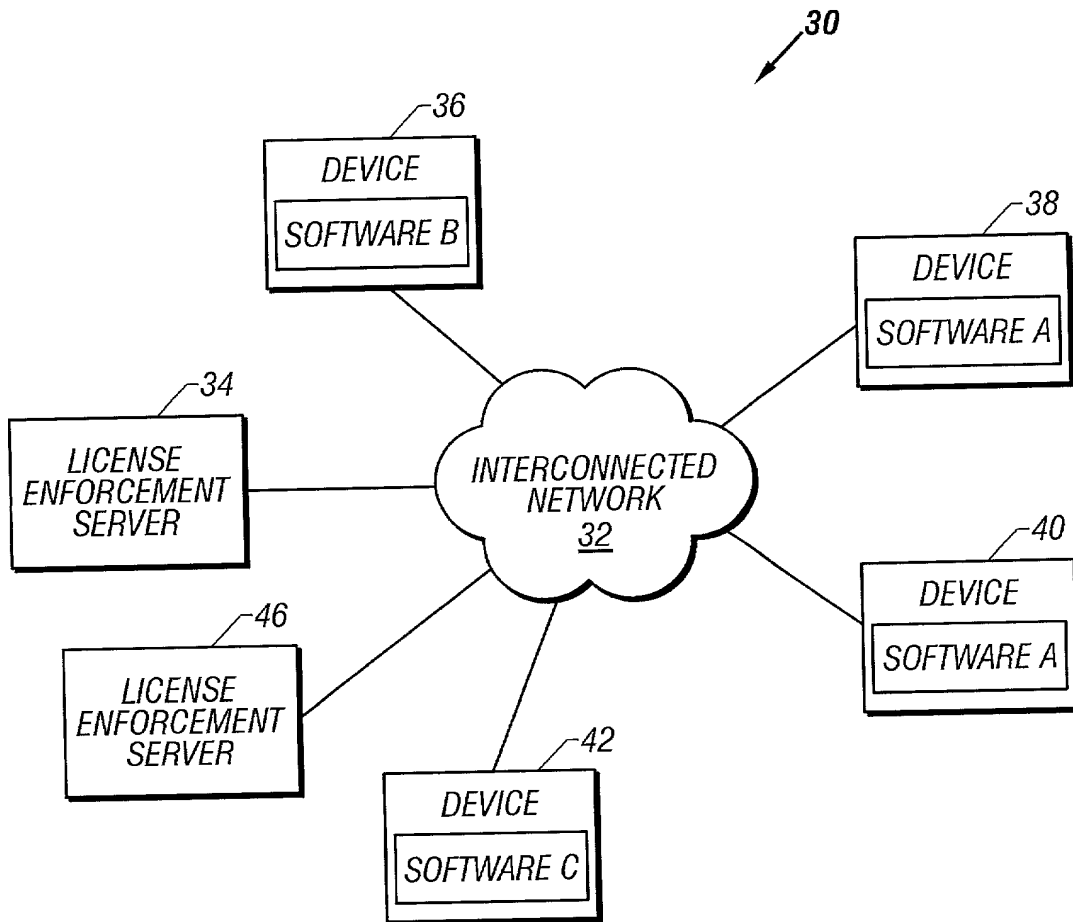 30
36
DEVICE
SOFTWARE B
38
DEVICE
SOFTWARE A
34
LICENSE
ENFORCEMENT
SERVER
INTERCONNECTED
NETWORK
32
40
DEVICE
SOFTWARE A
46
LICENSE
ENFORCEMENT
SERVER
42
DEVICE
SOFTWARE C